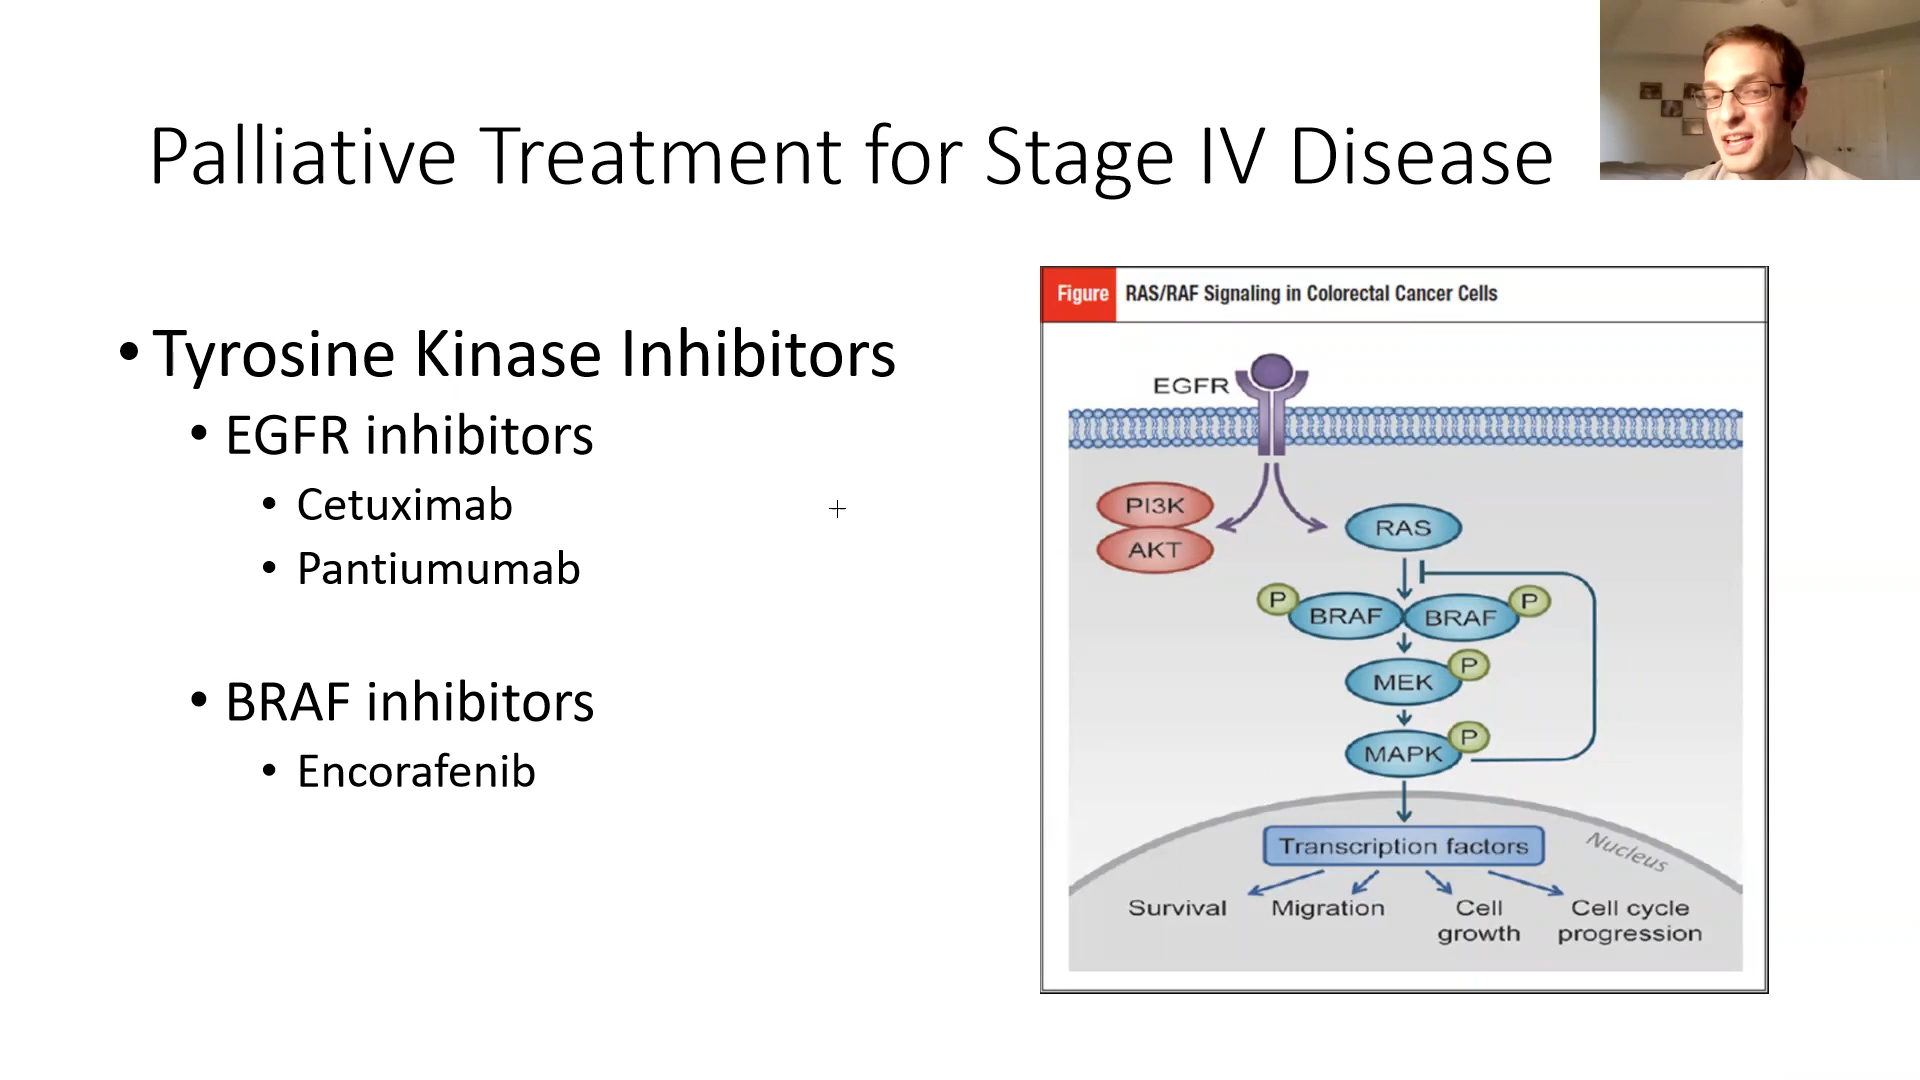 Palliative Treatment for Stage IV Disease
• Tyrosine Kinase Inhibitors
• EGFR inhibitors
• Cetuximab
• Pantiumumab
• BRAF inhibitors
• Encorafenib
Figure RAS/RAF Signaling in Colorectal Cancer Cells
EGFR
PI3K
AKT
RAS
P BRAF BRAF P
MEK P
MAPK P
Transcription factors
Nucleus
Survival Migration Cell growth Cell cycle progression